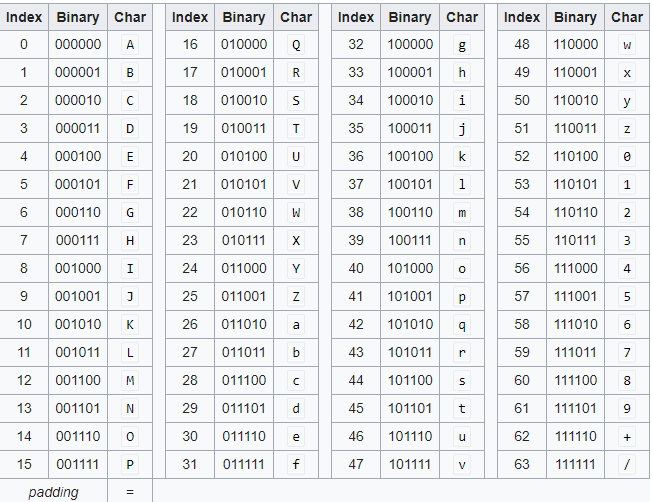 Index Binary Char Index Binary Char Index Binary Char Index Binary Char
0 000000 A 16 010000 Q 32 100000 g 48 110000 w
1 000001 B 17 010001 R 33 100001 h 49 110001 x
2 000010 C 18 010010 S 34 100010 i 50 110010 y
3 000011 D 19 010011 T 35 100011 j 51 110011 z
4 000100 E 20 010100 U 36 100100 k 52 110100 0
5 000101 F 21 010101 V 37 100101 l 53 110101 1
6 000110 G 22 010110 W 38 100110 m 54 110110 2
7 000111 H 23 010111 X 39 100111 n 55 110111 3
8 001000 I 24 011000 Y 40 101000 o 56 111000 4
9 001001 J 25 011001 Z 41 101001 p 57 111001 5
10 001010 K 26 011010 a 42 101010 q 58 111010 6
11 001011 L 27 011011 b 43 101011 r 59 111011 7
12 001100 M 28 011100 c 44 101100 s 60 111100 8
13 001101 N 29 011101 d 45 101101 t 61 111101 9
14 001110 O 30 011110 e 46 101110 u 62 111110 +
15 001111 P 31 011111 f 47 101111 v 63 111111 /
padding =